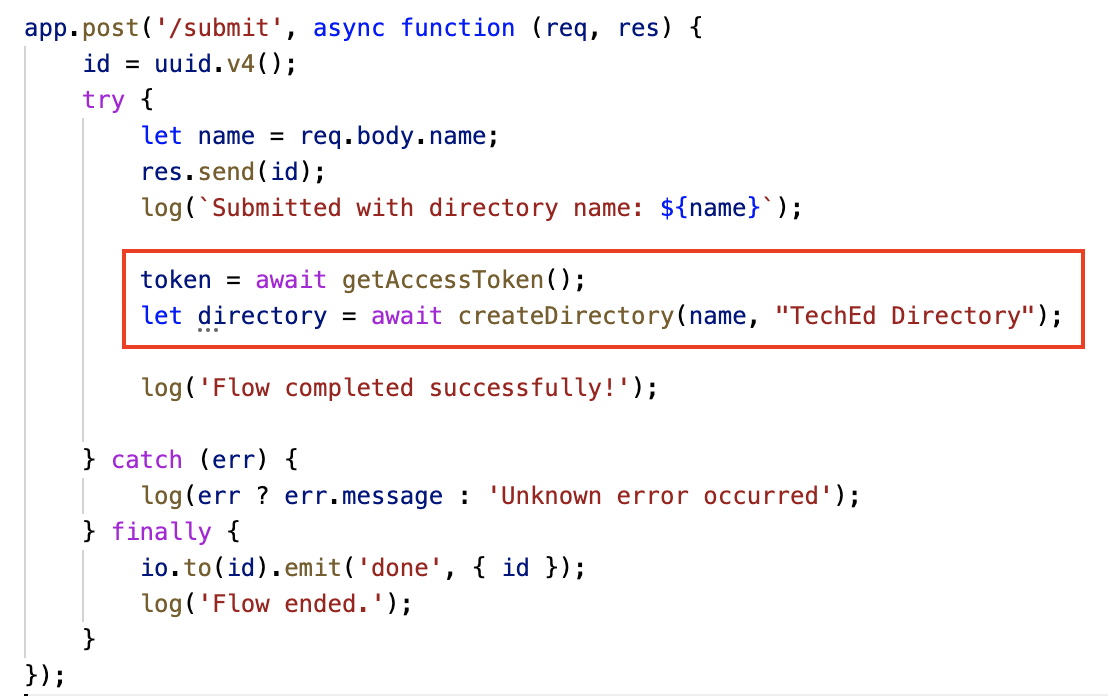 app.post('/submit', async function (req, res) {
    id = uuid.v4();
    try {
        let name = req.body.name;
        res.send(id);
        log(`Submitted with directory name: ${name}`);

        token = await getAccessToken();
        let directory = await createDirectory(name, "TechEd Directory");

        log('Flow completed successfully!');

    } catch (err) {
        log(err ? err.message : 'Unknown error occurred');
    } finally {
        io.to(id).emit('done', { id });
        log('Flow ended.');
    }
});